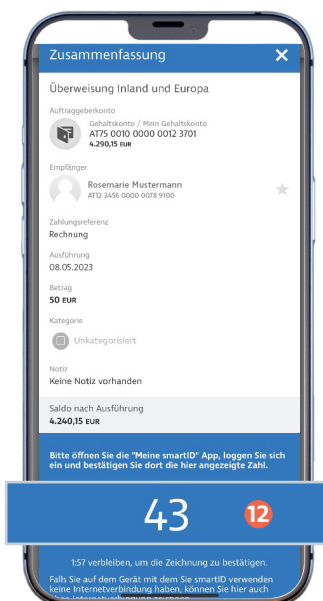 Zusammenfassung ×
Überweisung Inland und Europa
Auftraggeberkonto
Gehaltskonto / Mein Gehaltskonto
AT75 0010 0000 0012 3701
4.290,15 EUR
Empfänger
Rosemarie Mustermann
AT12 3456 0000 0078 9100
Zahlungsreferenz
Rechnung
Ausführung
08.05.2023
Betrag
50 EUR
Kategorie
Unkategorisiert
Notiz
Keine Notiz vorhanden
Saldo nach Ausführung
4.240,15 EUR
Bitte öffnen Sie die "Meine smartID" App, loggen Sie sich
ein und bestätigen Sie dort die hier angezeigte Zahl.
43 12
1:57 verbleiben, um die Zeichnung zu bestätigen.
Falls Sie auf dem Gerät mit dem Sie smartID verwenden
keine Internetverbindung haben, können Sie hier auch